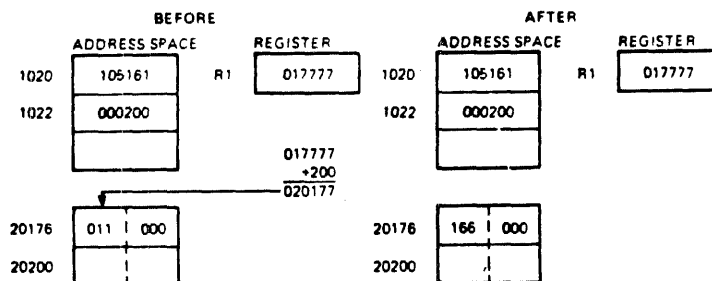 BEFORE AFTER
ADDRESS SPACE REGISTER ADDRESS SPACE REGISTER
1020 105161 R1 017777 1020 105161 R1 017777
1022 000200 1022 000200
017777
+200
020177
20176 011 000 20176 166 000
20200 20200